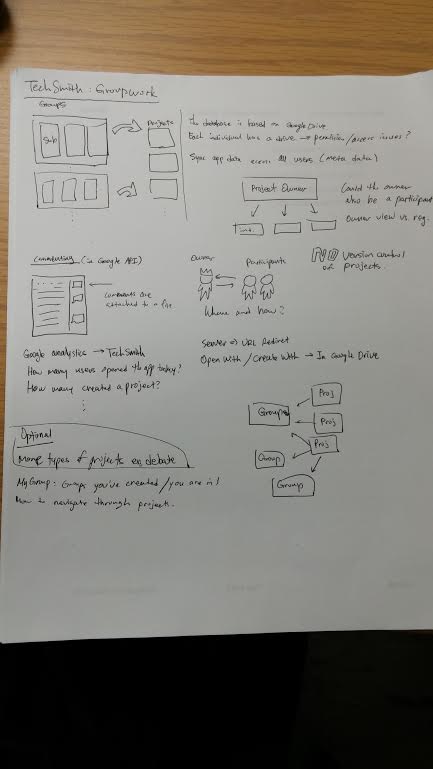 TechSmith: Groupwork
Groups
Projects
Sub
The database is based on Google Drive.
Each individual has a drive → permission/access issues?
Sync app data across all users (meta data)
Project Owner
Could the owner
also be a participant
Owner view vs. reg.
int.
Commenting (in Google API)
comments are
attached to a file
Owner
Participants
Where and how?
NO version control
of projects.
Google analytics → TechSmith
How many users opened the app today?
How many created a project?
Server → URL Redirect
Open With / Create With → In Google Drive
Proj
Groups
Proj
Proj
Group
Group
Optional
More types of projects ex. debate
My Group: Groups you've created/you are in!
How to navigate through projects.